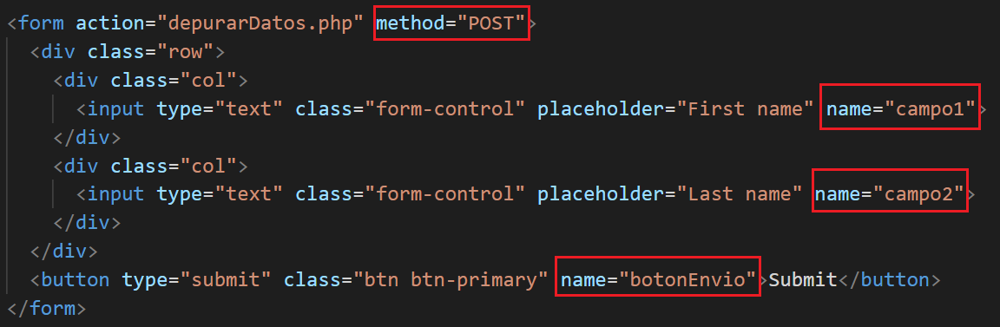 <form action="depurarDatos.php" method="POST">
<div class="row">
<div class="col">
<input type="text" class="form-control" placeholder="First name" name="campo1">
</div>
<div class="col">
<input type="text" class="form-control" placeholder="Last name" name="campo2">
</div>
</div>
<button type="submit" class="btn btn-primary" name="botonEnvio">Submit</button>
</form>